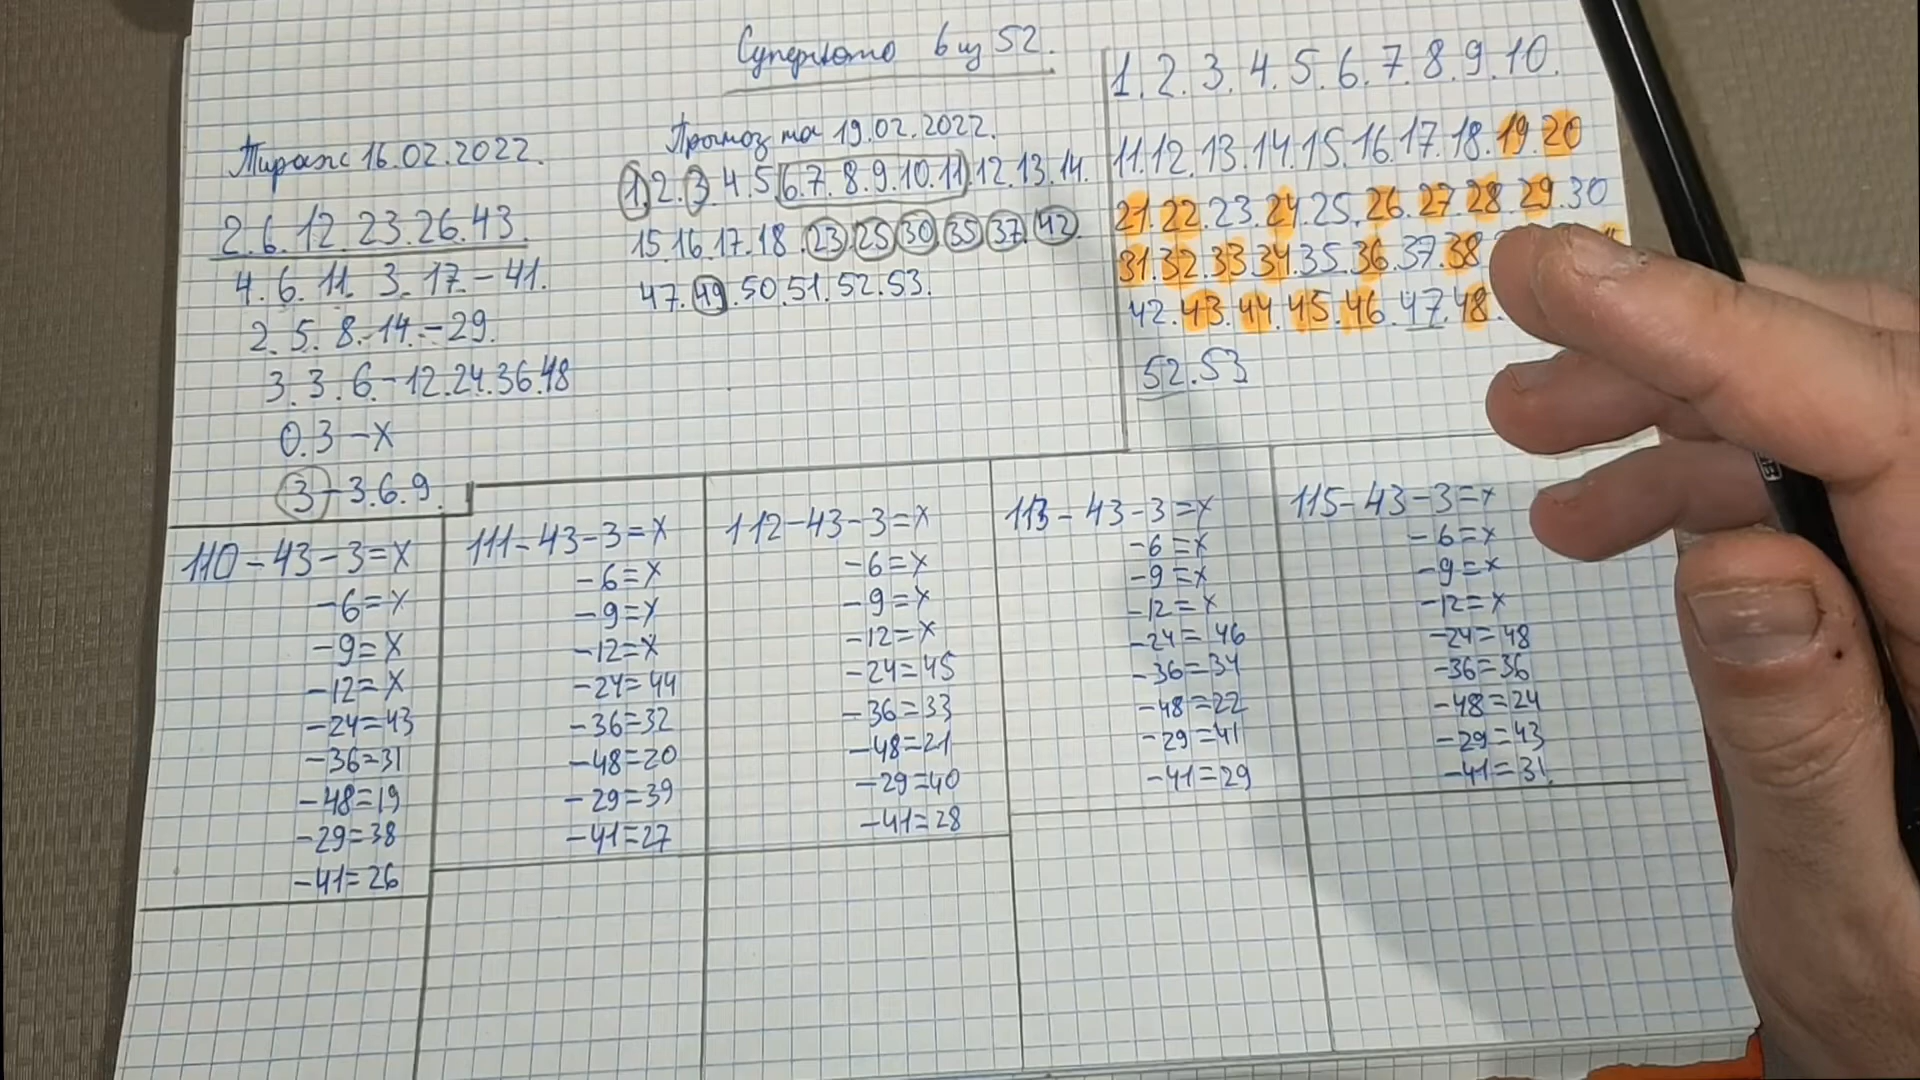 Суперлото 6 из 52.
Тираж 16.02.2022.
2.6.12.23.26.43.
4.6.11.3.17.-41.
2.5.8.14.-29.
3.3.6-12.24.36.48
0.3-X
3-3.6.9.
Прогноз на 19.02.2022.
1.2.3.4.5.6.7.8.9.10.11.12.13.14.
15.16.17.18.23.25.30.35.37.42.
47.49.50.51.52.53.
1.2.3.4.5.6.7.8.9.10.
11.12.13.14.15.16.17.18.19.20
21.22.23.24.25.26.27.28.29.30
31.32.33.34.35.36.37.38
42.43.44.45.46.47.48.
52.53
110-43-3=X
-6=X
-9=X
-12=X
-24=43
-36=31
-48=19
-29=38
-41=26
111-43-3=X
-6=X
-9=X
-12=X
-24=44
-36=32
-48=20
-29=39
-41=27
112-43-3=X
-6=X
-9=X
-12=X
-24=45
-36=33
-48=21
-29=40
-41=28
113-43-3=X
-6=X
-9=X
-12=X
-24=46
-36=34
-48=22
-29=41
-41=29
115-43-3=X
-6=X
-9=X
-12=X
-24=48
-36=36
-48=24
-29=43
-41=31.